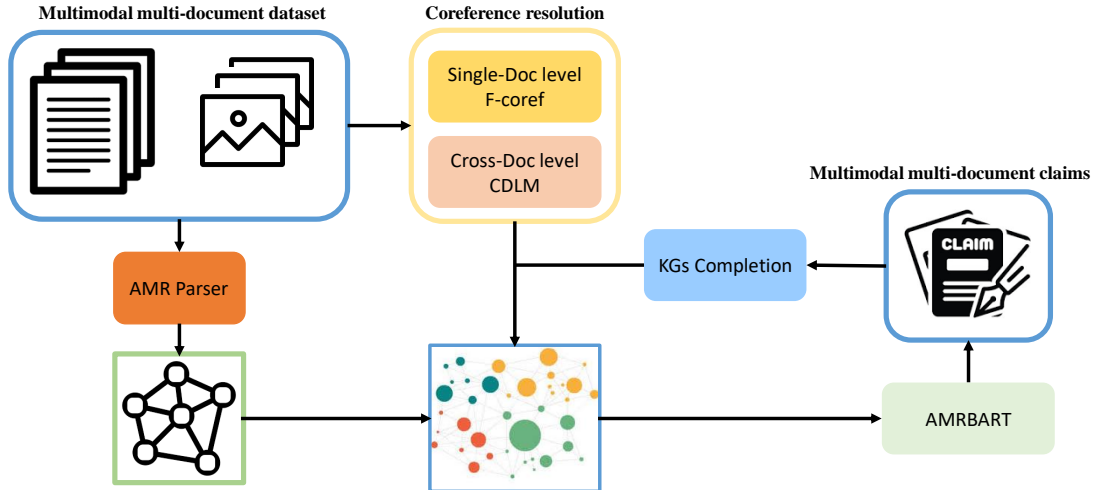 Multimodal multi-document dataset
Coreference resolution
Single-Doc level
F-coref
Cross-Doc level
CDLM
Multimodal multi-document claims
CLAIM
KGs Completion
AMR Parser
AMRBART